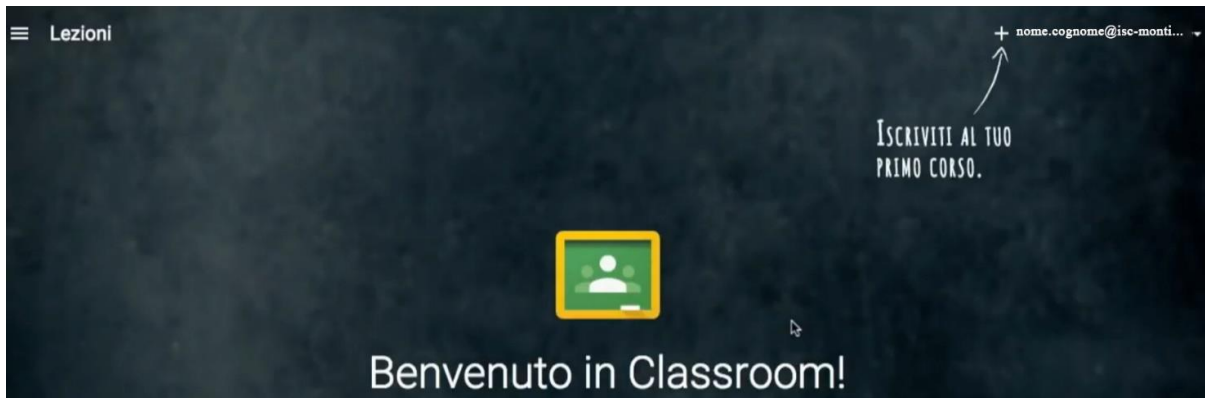 Lezioni
+ nome.cognome@isc-monti...
ISCRIVITI AL TUO
PRIMO CORSO.
Benvenuto in Classroom!